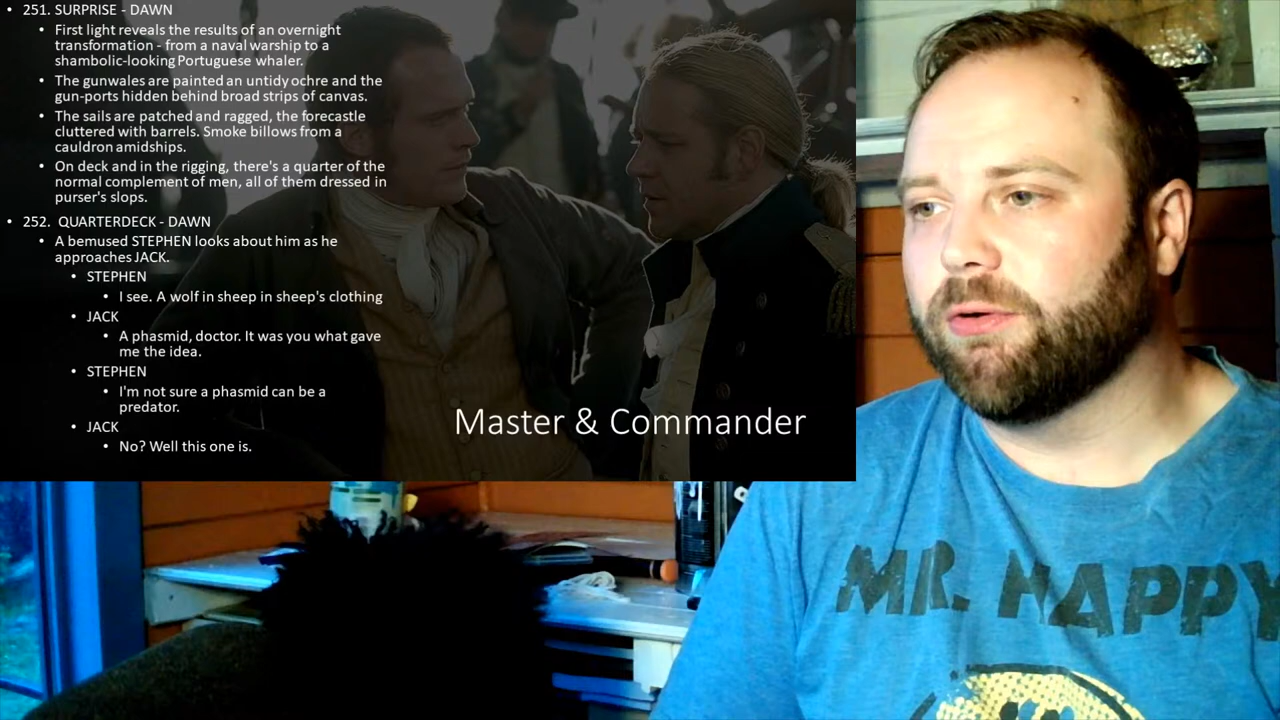 251. SURPRISE - DAWN
First light reveals the results of an overnight
transformation - from a naval warship to a
shambolic-looking Portuguese whaler.
The gunwales are painted an untidy ochre and the
gun-ports hidden behind broad strips of canvas.
The sails are patched and ragged, the forecastle
cluttered with barrels. Smoke billows from a
cauldron amidships.
On deck and in the rigging, there's a quarter of the
normal complement of men, all of them dressed in
purser's slops.
252. QUARTERDECK - DAWN
A bemused STEPHEN looks about him as he
approaches JACK.
STEPHEN
I see. A wolf in sheep in sheep's clothing
JACK
A phasmid, doctor. It was you what gave
me the idea.
STEPHEN
I'm not sure a phasmid can be a
predator.
JACK
No? Well this one is.
Master & Commander
MR. HAPPY